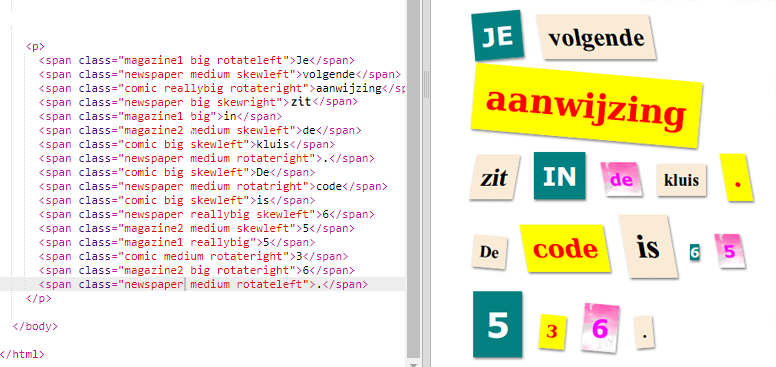 <p>
<span class="magazine1 big rotateleft">Je</span>
<span class="newspaper medium skewleft">volgende</span>
<span class="comic reallybig rotateright">aanwijzing</sp
<span class="newspaper big skewright">zit</span>
<span class="magazine1 big">in</span>
<span class="magazine2 medium skewleft">de</span>
<span class="comic big skewleft">kluis</span>
<span class="newspaper medium rotateright">.</span>
<span class="comic big skewleft">De</span>
<span class="newspaper medium rotatright">code</span>
<span class="comic big skewleft">is</span>
<span class="newspaper reallybig skewleft">6</span>
<span class="magazine2 medium skewleft">5</span>
<span class="magazine1 reallybig">5</span>
<span class="comic medium rotateright">3</span>
<span class="magazine2 big rotateright">6</span>
<span class="newspaper medium rotateleft">.</span>
</p>
</body>
</html>
JE volgende
aanwijzing
zit IN de kluis .
De code is 6 5
5 3 6 .